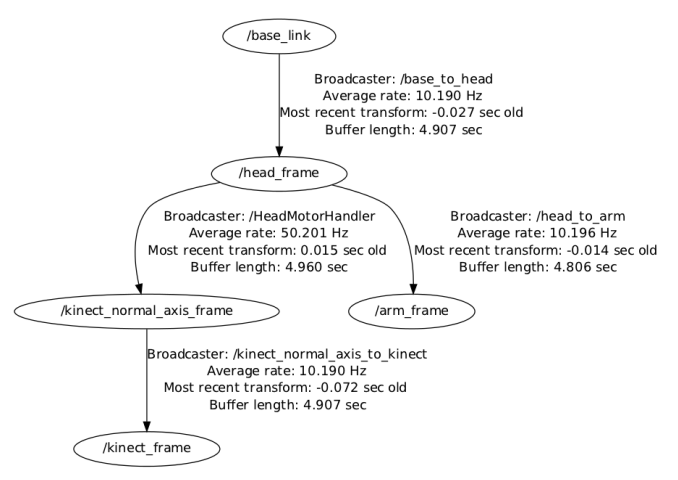 /base_link
Broadcaster: /base_to_head
Average rate: 10.190 Hz
Most recent transform: -0.027 sec old
Buffer length: 4.907 sec
/head_frame
Broadcaster: /HeadMotorHandler
Average rate: 50.201 Hz
Most recent transform: 0.015 sec old
Buffer length: 4.960 sec
Broadcaster: /head_to_arm
Average rate: 10.196 Hz
Most recent transform: -0.014 sec old
Buffer length: 4.806 sec
/kinect_normal_axis_frame
/arm_frame
Broadcaster: /kinect_normal_axis_to_kinect
Average rate: 10.190 Hz
Most recent transform: -0.072 sec old
Buffer length: 4.907 sec
/kinect_frame